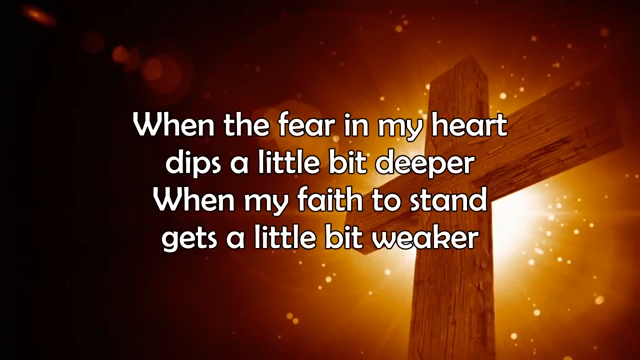 When the fear in my heart
dips a little bit deeper
When my faith to stand
gets a little bit weaker